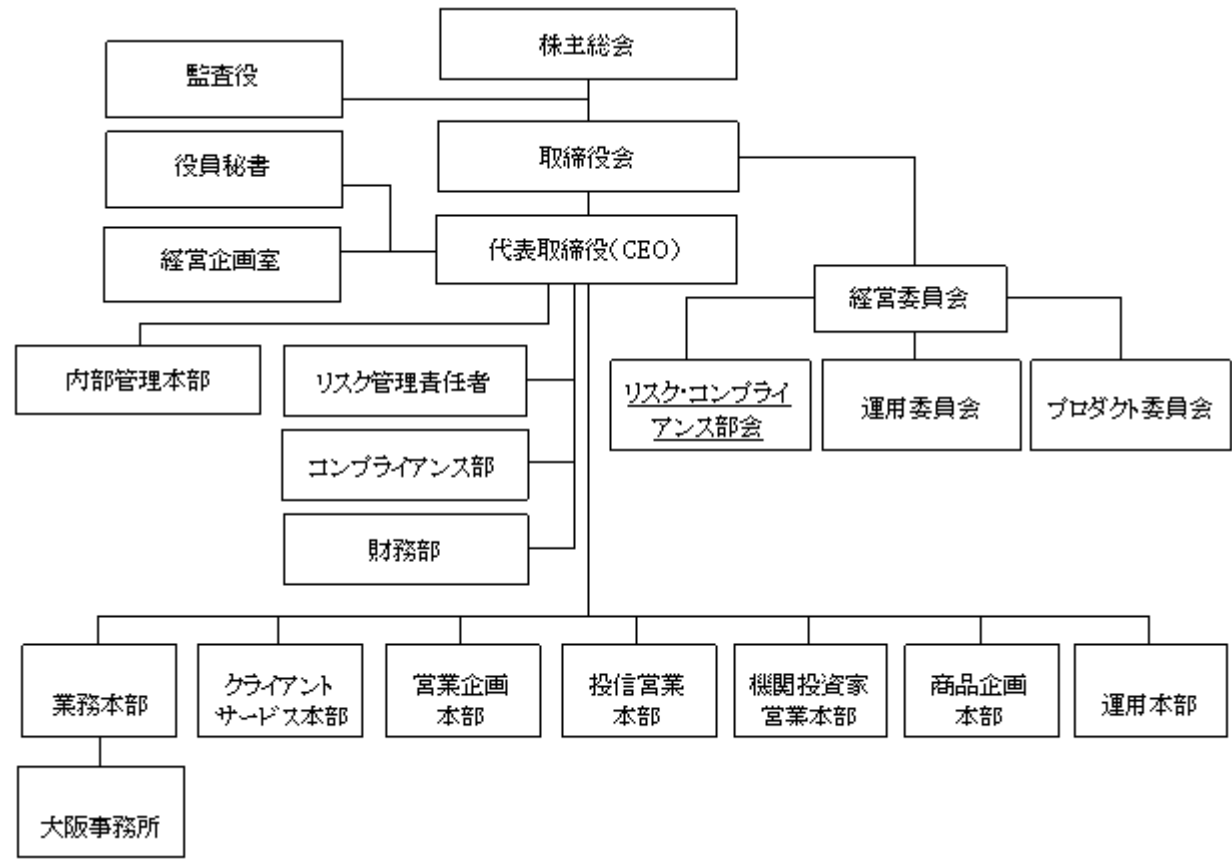 株主総会
監査役
取締役会
役員秘書
代表取締役(CEO)
経営企画室
経営委員会
内部管理本部
リスク管理責任者
リスク・コンプライ
アンス部会
運用委員会
プロダクト委員会
コンプライアンス部
財務部
業務本部
クライアント
サービス本部
営業企画
本部
投信営業
本部
機関投資家
営業本部
商品企画
本部
運用本部
大阪事務所